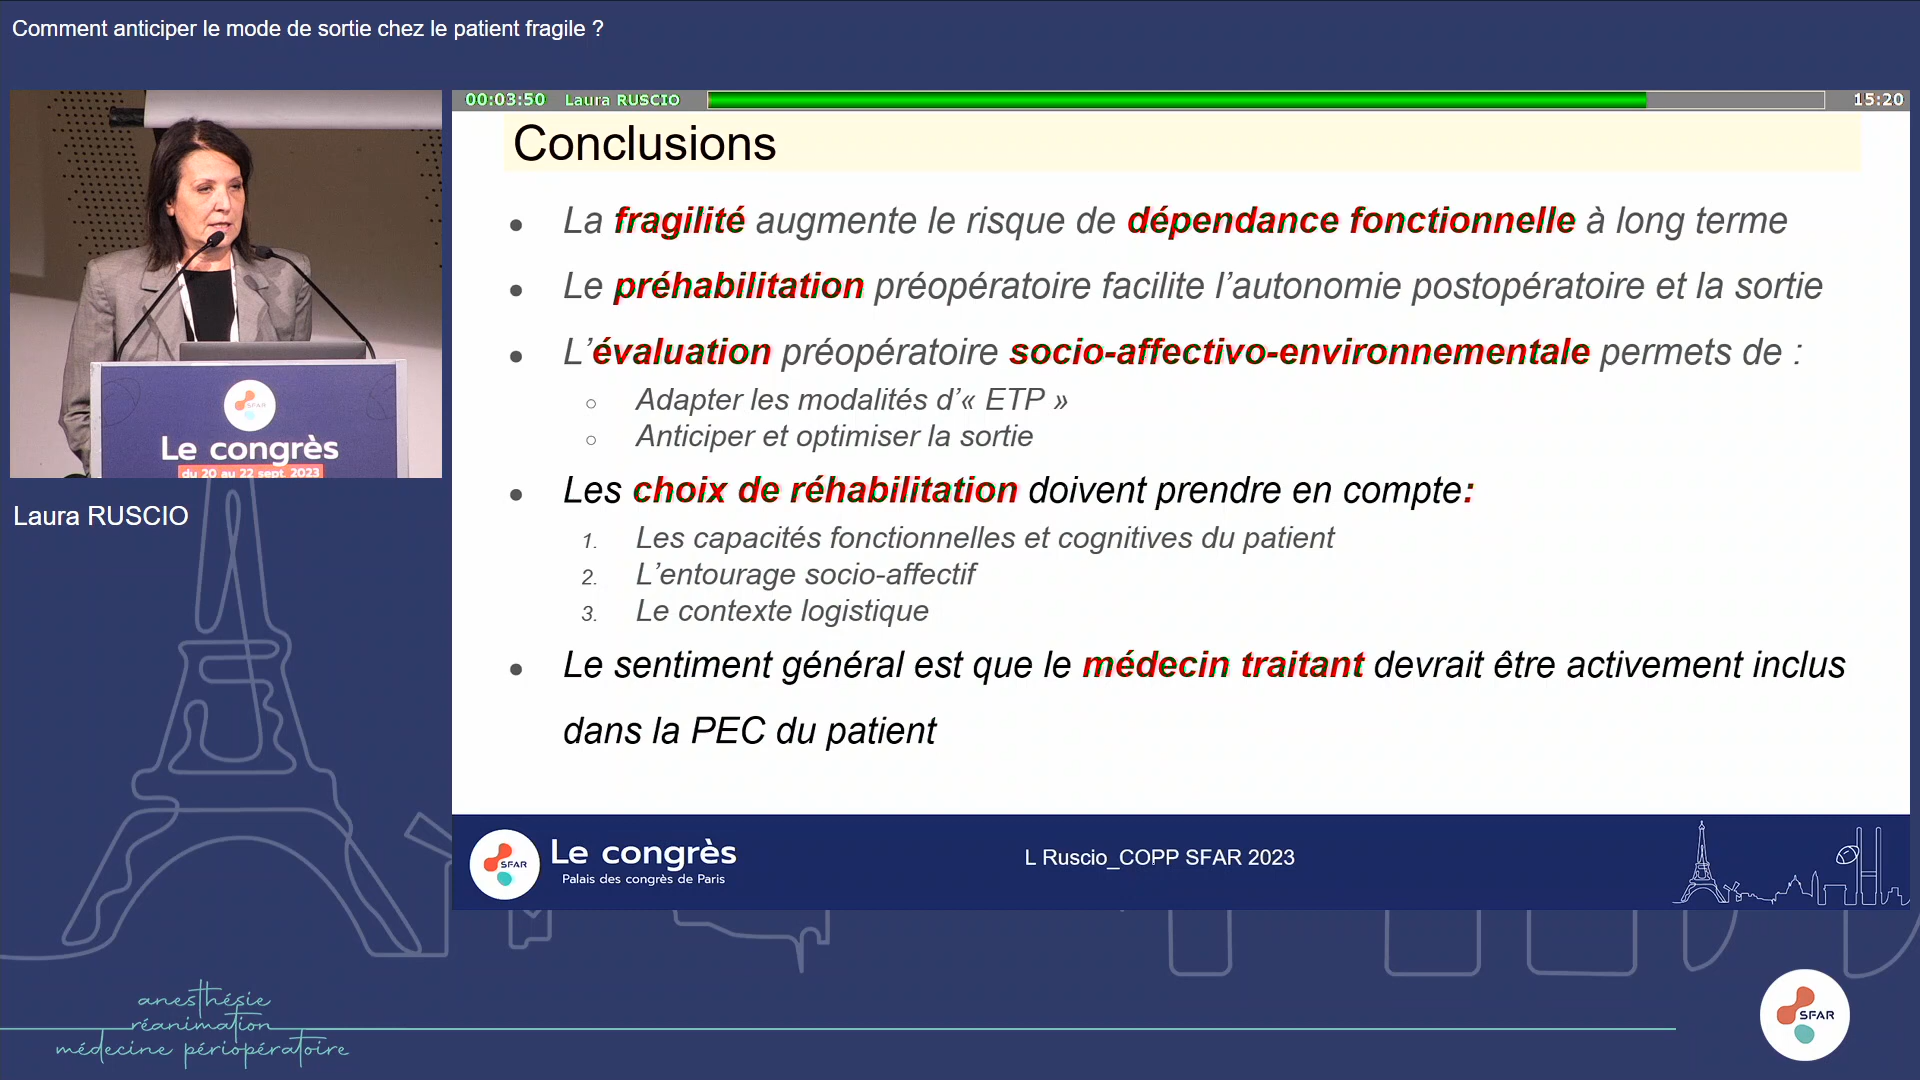 Comment anticiper le mode de sortie chez le patient fragile ?
00:03:50 Laura RUSCIO 15:20
Conclusions
• La fragilité augmente le risque de dépendance fonctionnelle à long terme
• Le préhabilitation préopératoire facilite l’autonomie postopératoire et la sortie
• L’évaluation préopératoire socio-affectivo-environnementale permets de :
○ Adapter les modalités d’« ETP »
○ Anticiper et optimiser la sortie
• Les choix de réhabilitation doivent prendre en compte:
1. Les capacités fonctionnelles et cognitives du patient
2. L’entourage socio-affectif
3. Le contexte logistique
• Le sentiment général est que le médecin traitant devrait être activement inclus
dans la PEC du patient
SFAR
Le congrès
du 20 au 22 sept. 2023
Laura RUSCIO
SFAR
Le congrès
Palais des congrès de Paris
L Ruscio_COPP SFAR 2023
anesthésie
réanimation
médecine périopératoire
SFAR